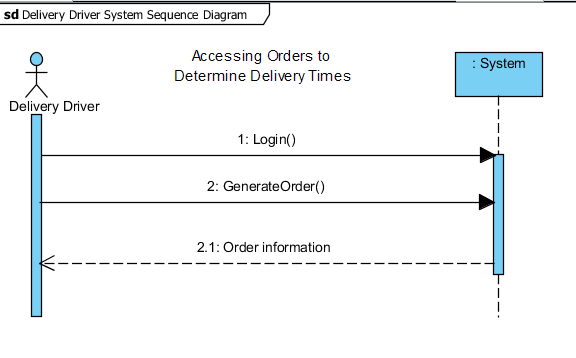 sd Delivery Driver System Sequence Diagram
Accessing Orders to
Determine Delivery Times
: System
Delivery Driver
1: Login()
2: GenerateOrder()
2.1: Order information